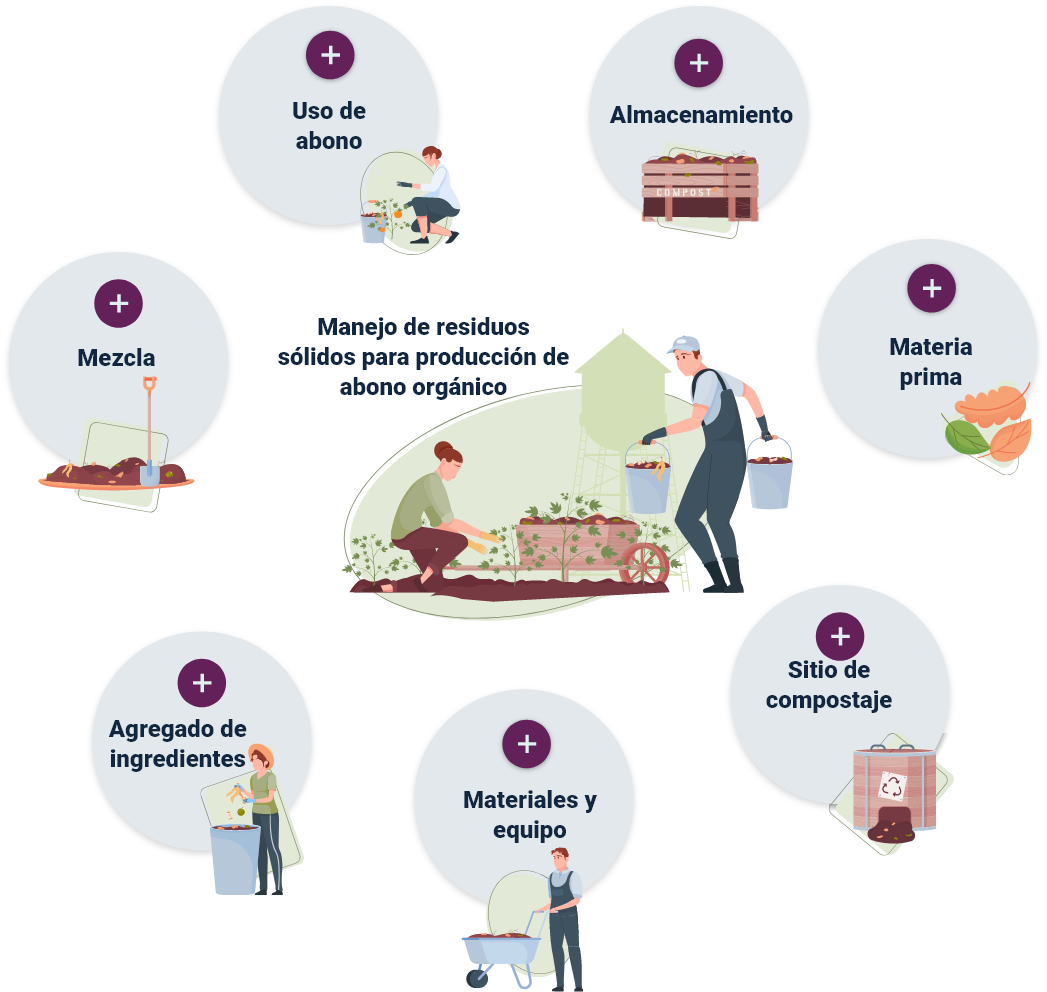 Uso de
abono
Almacenamiento
COMPOST
Mezcla
Manejo de residuos
sólidos para producción de
abono orgánico
Materia
prima
Sitio de
compostaje
Agregado de
ingredientes
Materiales y
equipo